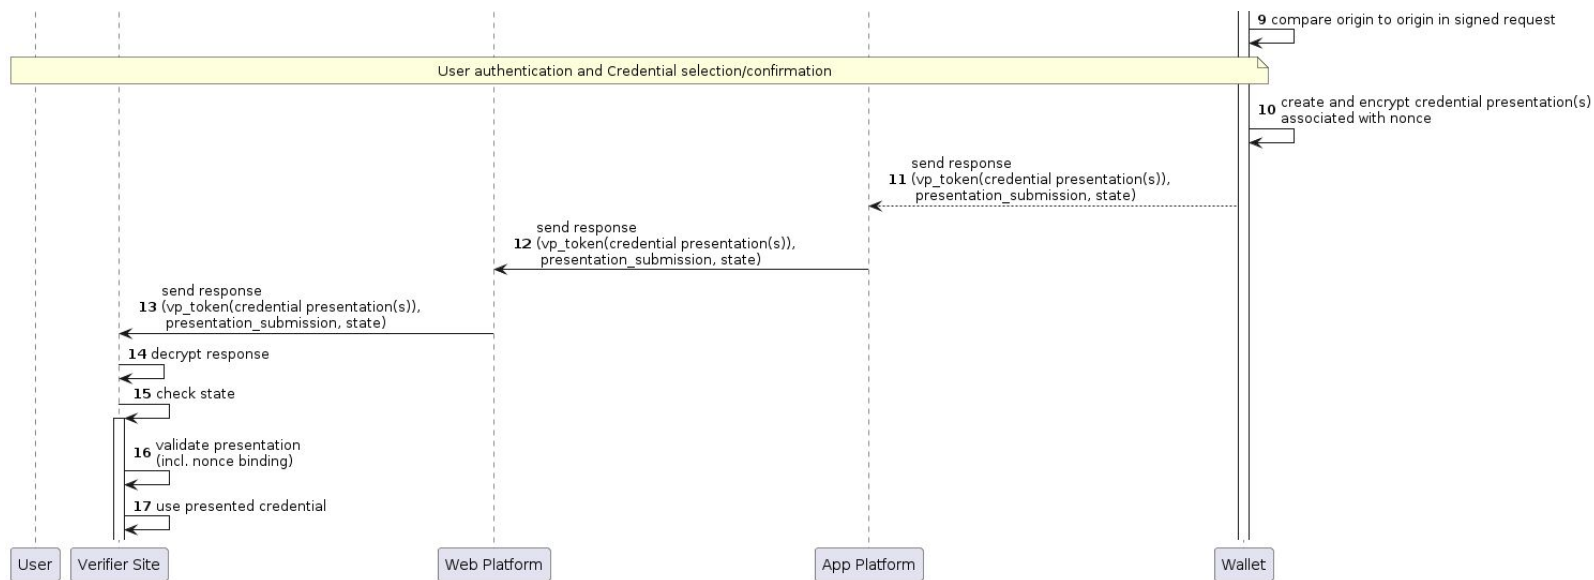 9 compare origin to origin in signed request
User authentication and Credential selection/confirmation
10 create and encrypt credential presentation(s)
associated with nonce
send response
11 (vp_token(credential presentation(s)),
presentation_submission, state)
send response
12 (vp_token(credential presentation(s)),
presentation_submission, state)
send response
13 (vp_token(credential presentation(s)),
presentation_submission, state)
14 decrypt response
15 check state
16 validate presentation
(incl. nonce binding)
17 use presented credential
User Verifier Site Web Platform App Platform Wallet